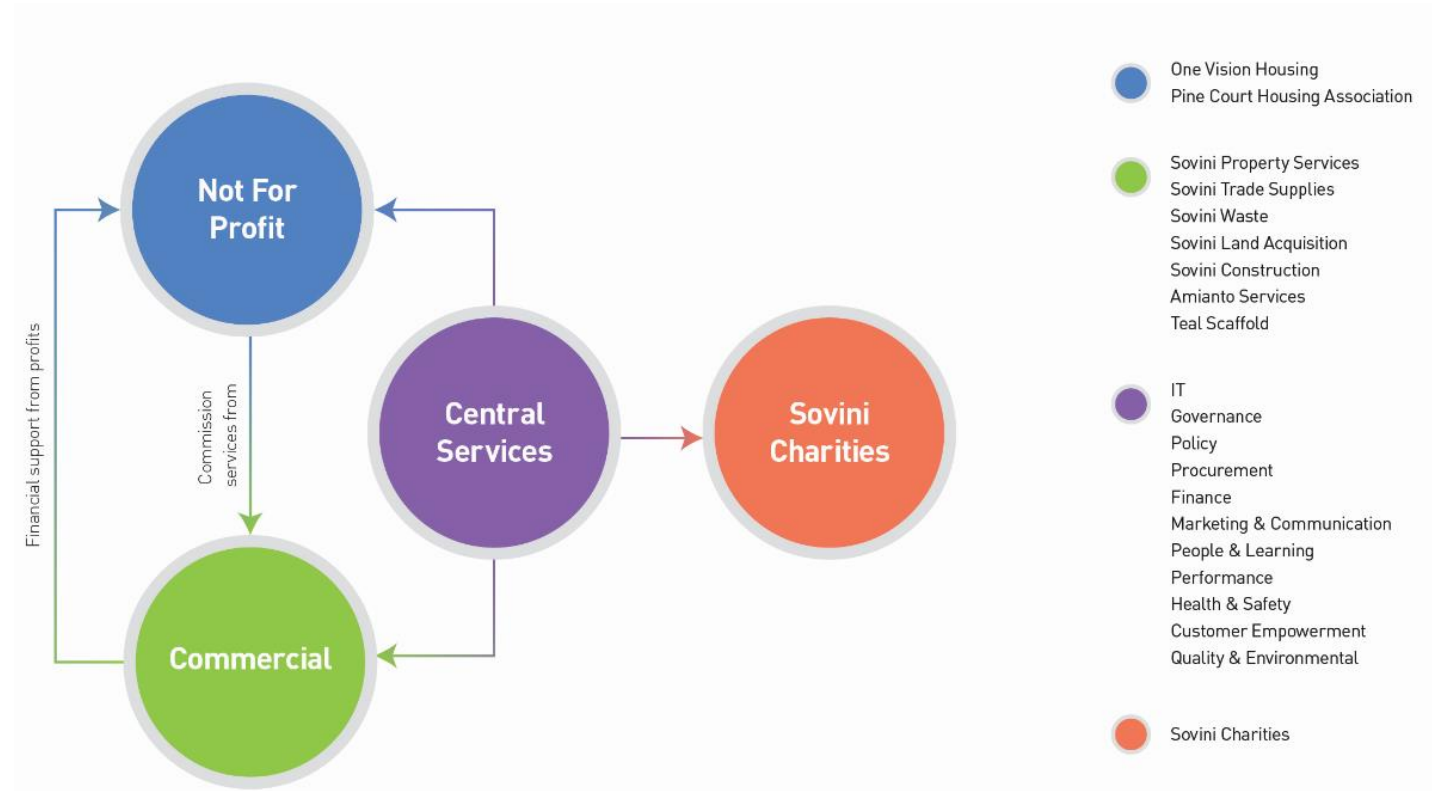 Not For
Profit
Financial support from profits
Commission
services from
Central
Services
Sovini
Charities
Commercial
One Vision Housing
Pine Court Housing Association
Sovini Property Services
Sovini Trade Supplies
Sovini Waste
Sovini Land Acquisition
Sovini Construction
Amianto Services
Teal Scaffold
IT
Governance
Policy
Procurement
Finance
Marketing & Communication
People & Learning
Performance
Health & Safety
Customer Empowerment
Quality & Environmental
Sovini Charities